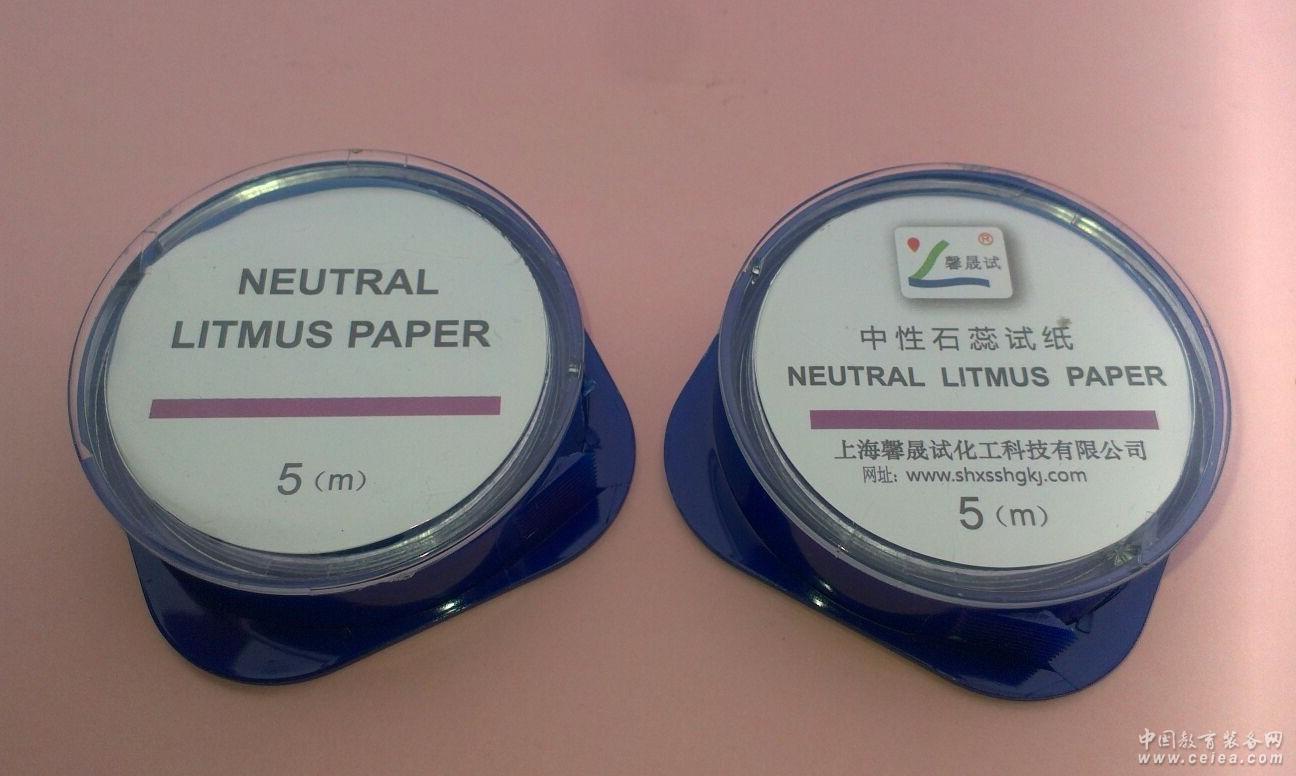 NEUTRAL
LITMUS PAPER
5（m）
馨晟试
®
中性石蕊试纸
NEUTRAL LITMUS PAPER
上海馨晟试化工科技有限公司
网址：www.shxsshgkj.com
5（m）
中国教育装备网
www.ceiea.com